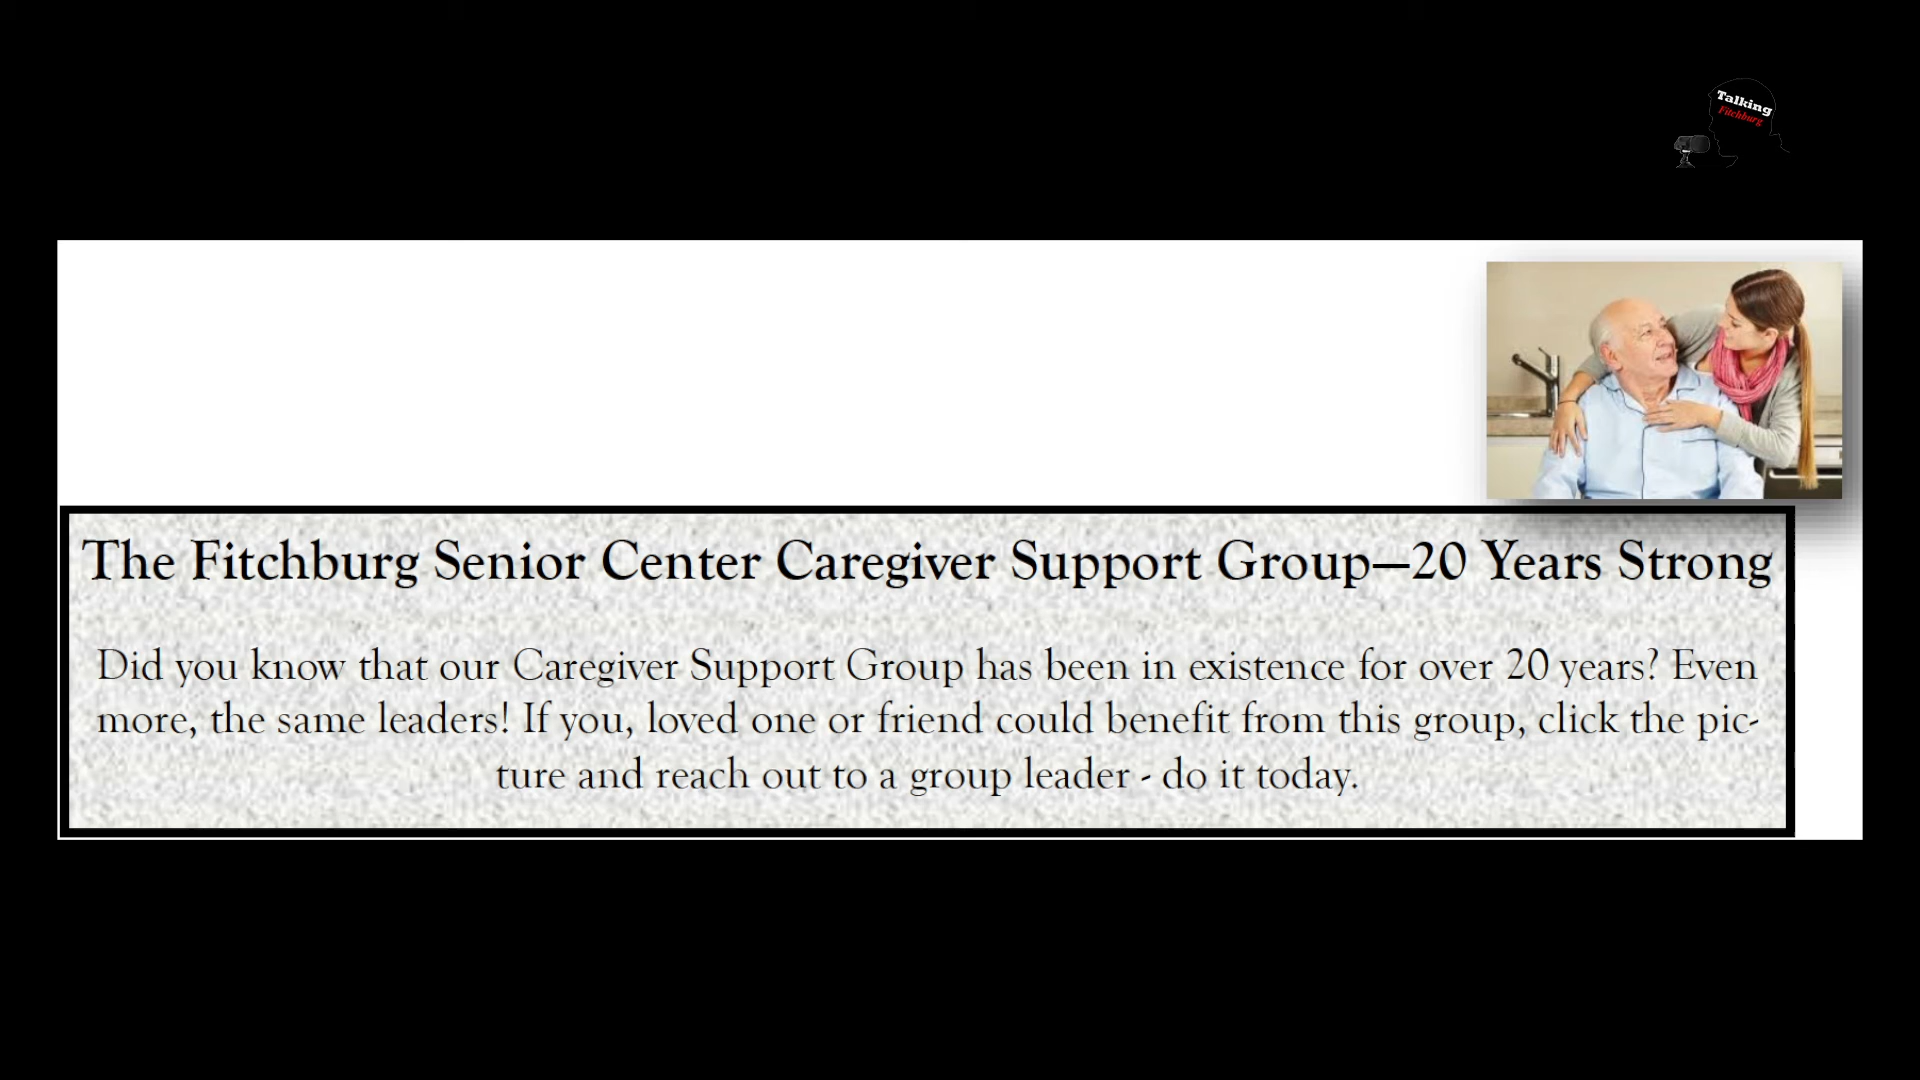 Talking
Fitchburg
The Fitchburg Senior Center Caregiver Support Group—20 Years Strong
Did you know that our Caregiver Support Group has been in existence for over 20 years? Even
more, the same leaders! If you, loved one or friend could benefit from this group, click the pic-
ture and reach out to a group leader - do it today.